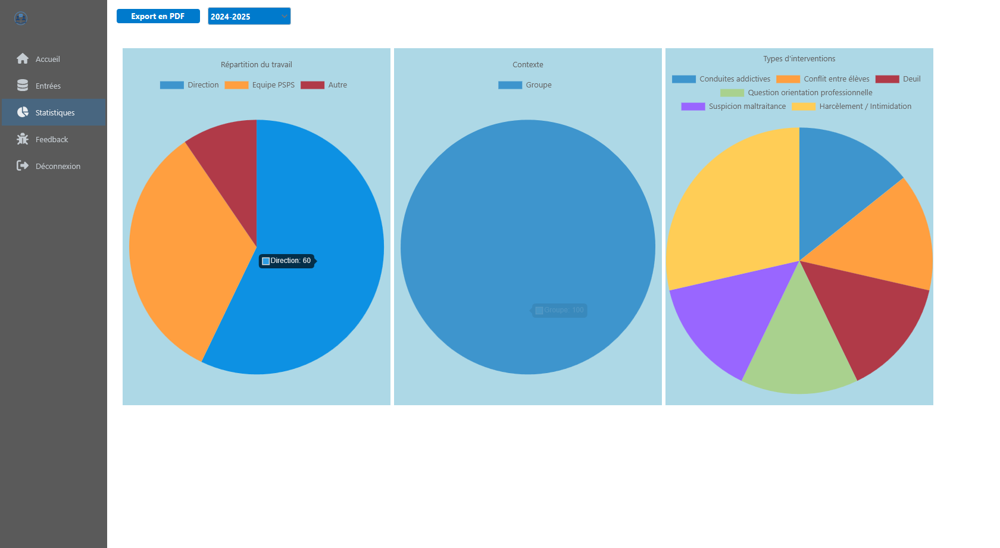 Export en PDF
2024-2025
Accueil
Entrées
Statistiques
Feedback
Déconnexion
Répartition du travail
Direction Equipe PSPS Autre
Direction: 60
Contexte
Groupe
Groupe: 100
Types d'interventions
Conduites addictives Conflit entre élèves Deuil
Question orientation professionnelle
Suspicion maltraitance Harcèlement / Intimidation